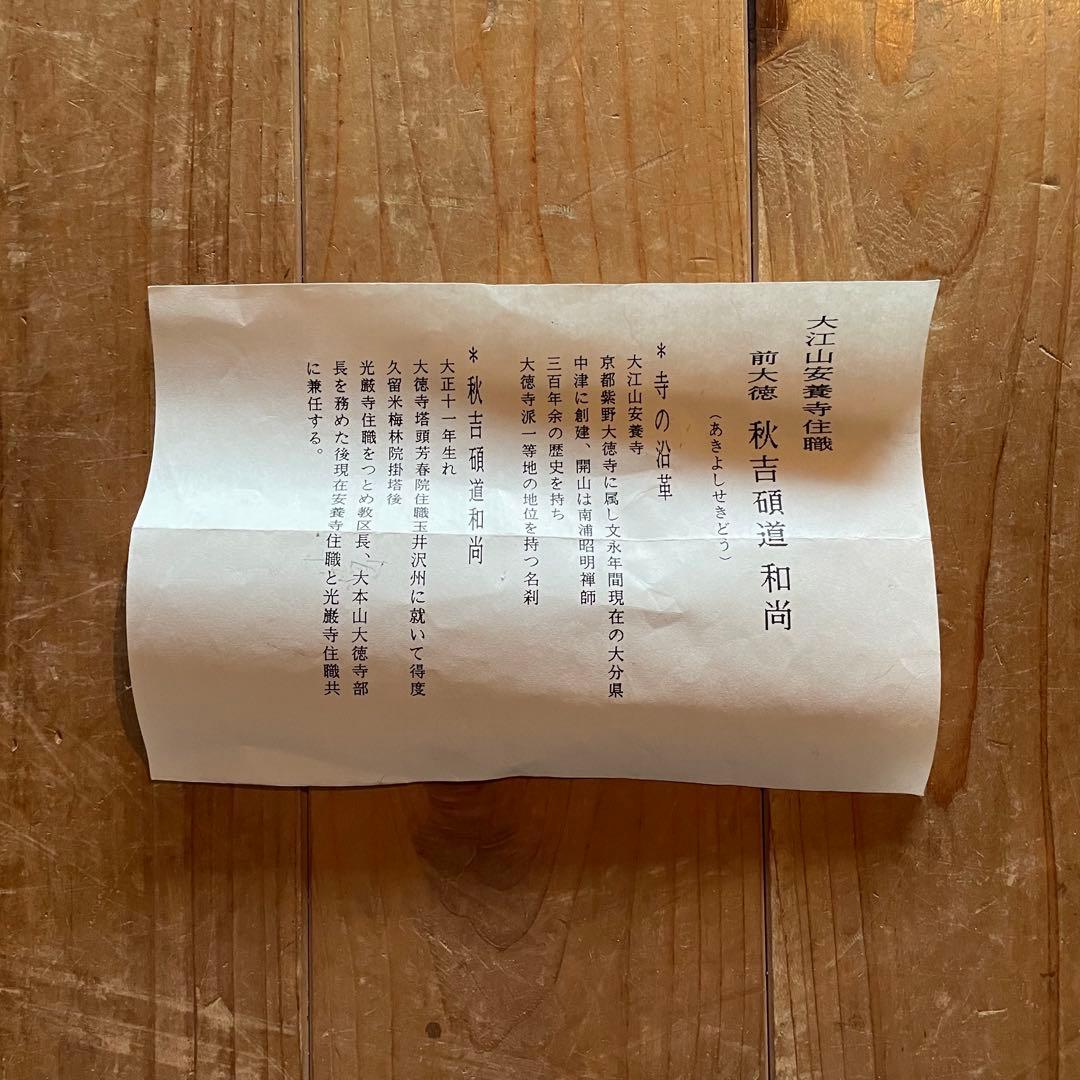 大江山安養寺住職
前大徳 秋吉碩道 和尚
（あきよしせきどう）
＊寺の沿革
大江山安養寺
京都紫野大徳寺に属し文永年間現在の大分県
中津に創建、開山は南浦昭明禅師
三百年余の歴史を持ち
大徳寺派一等地の地位を持つ名刹
＊秋吉碩道和尚
大正十一年生れ
大徳寺塔頭芳春院住職玉井沢州に就いて得度
久留米梅林院掛塔後
光厳寺住職をつとめ教区長、大本山大徳寺部
長を務めた後現在安養寺住職と光厳寺住職共
に兼任する。